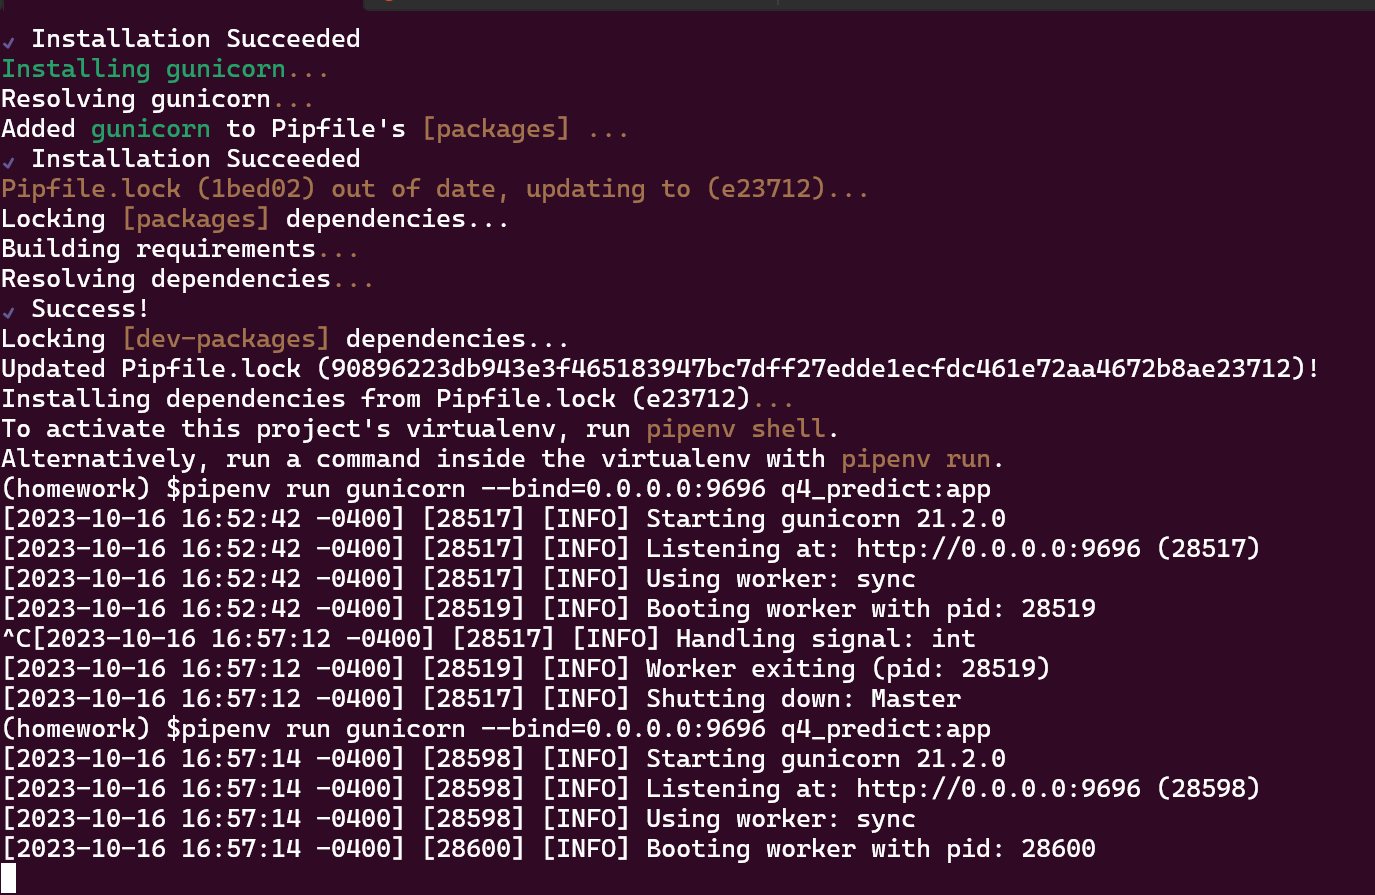 ✓ Installation Succeeded
Installing gunicorn...
Resolving gunicorn...
Added gunicorn to Pipfile's [packages] ...
✓ Installation Succeeded
Pipfile.lock (1bed02) out of date, updating to (e23712)...
Locking [packages] dependencies...
Building requirements...
Resolving dependencies...
✓ Success!
Locking [dev-packages] dependencies...
Updated Pipfile.lock (90896223db943e3f465183947bc7dff27edde1ecfdc461e72aa4672b8ae23712)!
Installing dependencies from Pipfile.lock (e23712)...
To activate this project's virtualenv, run pipenv shell.
Alternatively, run a command inside the virtualenv with pipenv run.
(homework) $pipenv run gunicorn --bind=0.0.0.0:9696 q4_predict:app
[2023-10-16 16:52:42 -0400] [28517] [INFO] Starting gunicorn 21.2.0
[2023-10-16 16:52:42 -0400] [28517] [INFO] Listening at: http://0.0.0.0:9696 (28517)
[2023-10-16 16:52:42 -0400] [28517] [INFO] Using worker: sync
[2023-10-16 16:52:42 -0400] [28519] [INFO] Booting worker with pid: 28519
^C[2023-10-16 16:57:12 -0400] [28517] [INFO] Handling signal: int
[2023-10-16 16:57:12 -0400] [28519] [INFO] Worker exiting (pid: 28519)
[2023-10-16 16:57:12 -0400] [28517] [INFO] Shutting down: Master
(homework) $pipenv run gunicorn --bind=0.0.0.0:9696 q4_predict:app
[2023-10-16 16:57:14 -0400] [28598] [INFO] Starting gunicorn 21.2.0
[2023-10-16 16:57:14 -0400] [28598] [INFO] Listening at: http://0.0.0.0:9696 (28598)
[2023-10-16 16:57:14 -0400] [28598] [INFO] Using worker: sync
[2023-10-16 16:57:14 -0400] [28600] [INFO] Booting worker with pid: 28600